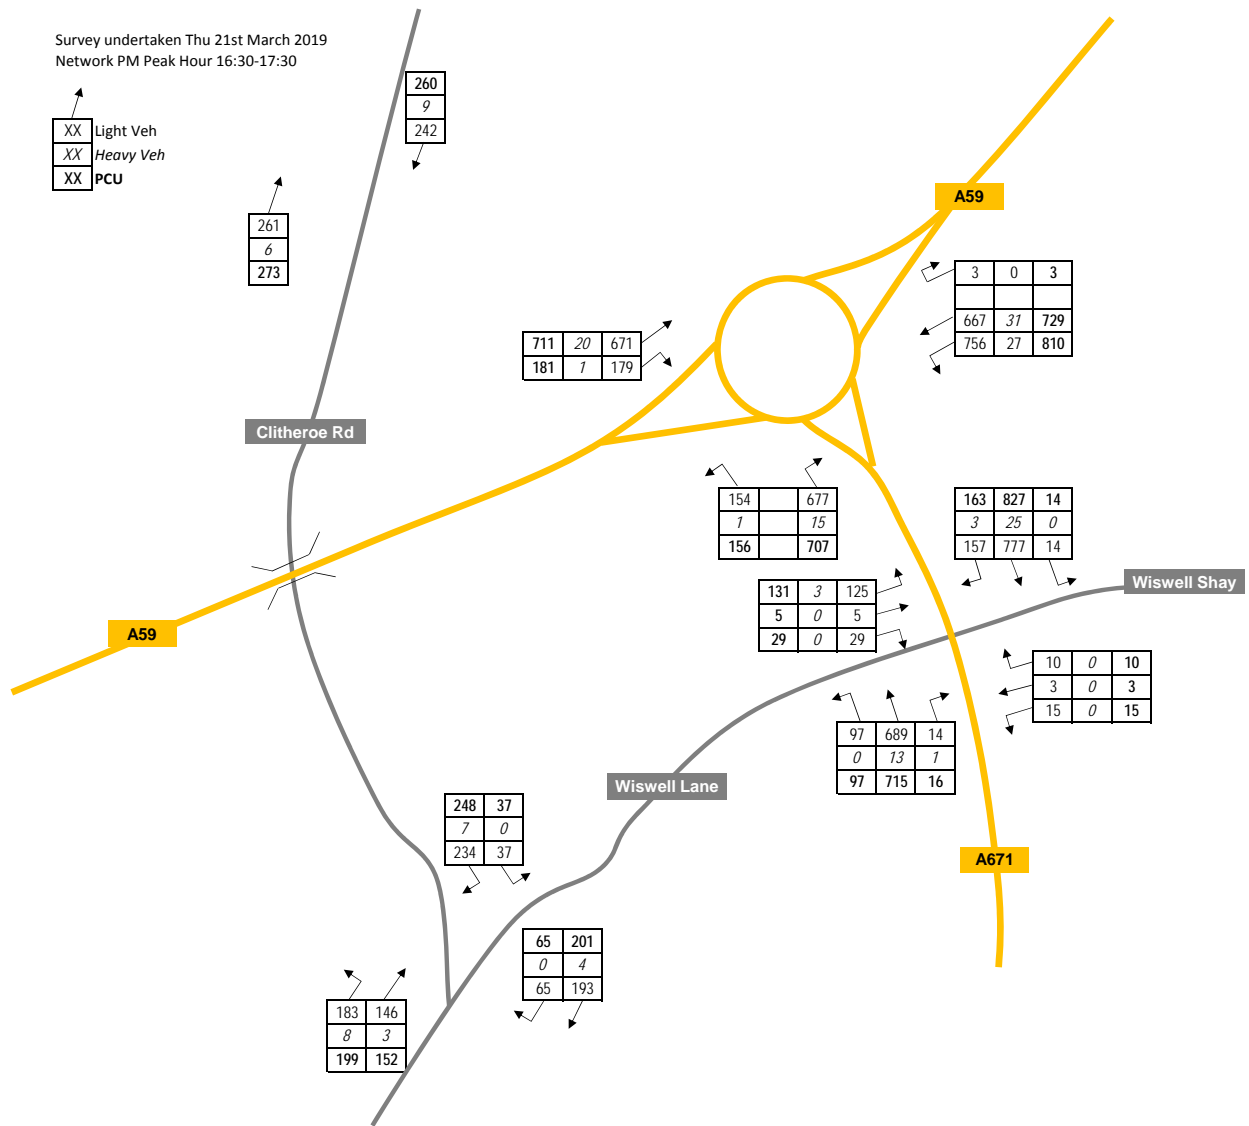 Survey undertaken Thu 21st March 2019
Network PM Peak Hour 16:30-17:30
XX Light Veh
XX Heavy Veh
XX PCU
260
9
242
261
6
273
A59
3 0 3
667 31 729
756 27 810
711 20 671
181 1 179
Clitheroe Rd
154 677
1 15
156 707
163 827 14
3 25 0
157 777 14
Wiswell Shay
131 3 125
5 0 5
29 0 29
A59
10 0 10
3 0 3
15 0 15
97 689 14
0 13 1
97 715 16
Wiswell Lane
248 37
7 0
234 37
A671
65 201
0 4
65 193
183 146
8 3
199 152